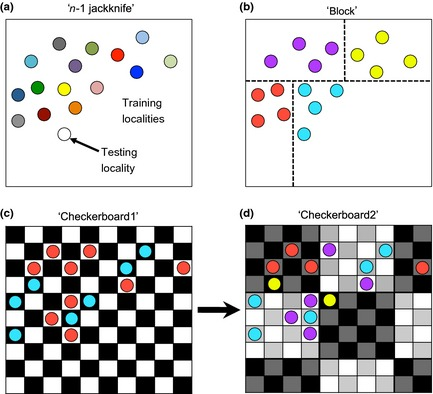 (a) ‘n-1 jackknife’
Training
localities
Testing
locality
(b) ‘Block’
(c) ‘Checkerboard1’
(d) ‘Checkerboard2’